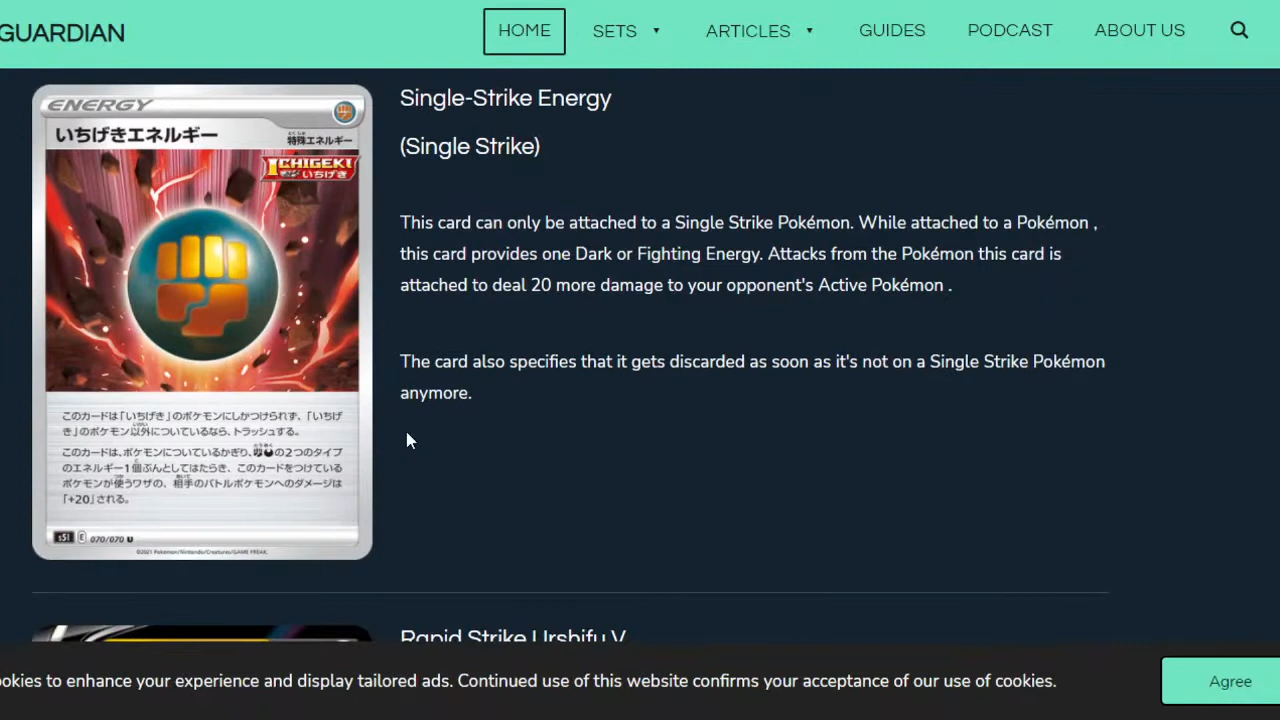 GUARDIAN
HOME
SETS
ARTICLES
GUIDES
PODCAST
ABOUT US
ENERGY
いちげきエネルギー
とくしゅ
特殊エネルギー
ICHIGEKI
いちげき
このカードは「いちげき」のポケモンにしかつけられず、「いちげ
き」のポケモン以外についているなら、トラッシュする。
このカードは、ポケモンについているかぎり、の2つのタイプ
のエネルギー1個ぶんとしてはたらき、このカードをつけている
ポケモンが使うワザの、相手のバトルポケモンへのダメージは
「+20」される。
070/070 U
©2021 Pokémon/Nintendo/Creatures/GAME FREAK.
Single-Strike Energy
(Single Strike)
This card can only be attached to a Single Strike Pokémon. While attached to a Pokémon ,
this card provides one Dark or Fighting Energy. Attacks from the Pokémon this card is
attached to deal 20 more damage to your opponent's Active Pokémon .
The card also specifies that it gets discarded as soon as it's not on a Single Strike Pokémon
anymore.
Rapid Strike Urshifu V
ookies to enhance your experience and display tailored ads. Continued use of this website confirms your acceptance of our use of cookies.
Agree